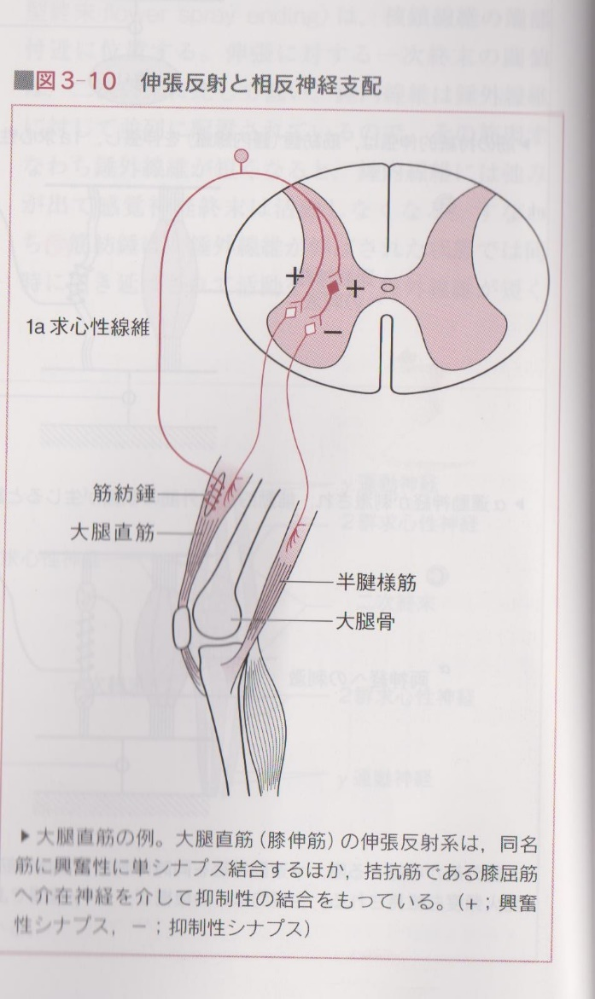 ■図3-10 伸張反射と相反神経支配
+
+
−
1a求心性線維
筋紡錘
大腿直筋
半腱様筋
大腿骨
▶大腿直筋の例。大腿直筋（膝伸筋）の伸張反射系は，同名
筋に興奮性に単シナプス結合するほか，拮抗筋である膝屈筋
へ介在神経を介して抑制性の結合をもっている。（+；興奮
性シナプス，−；抑制性シナプス）